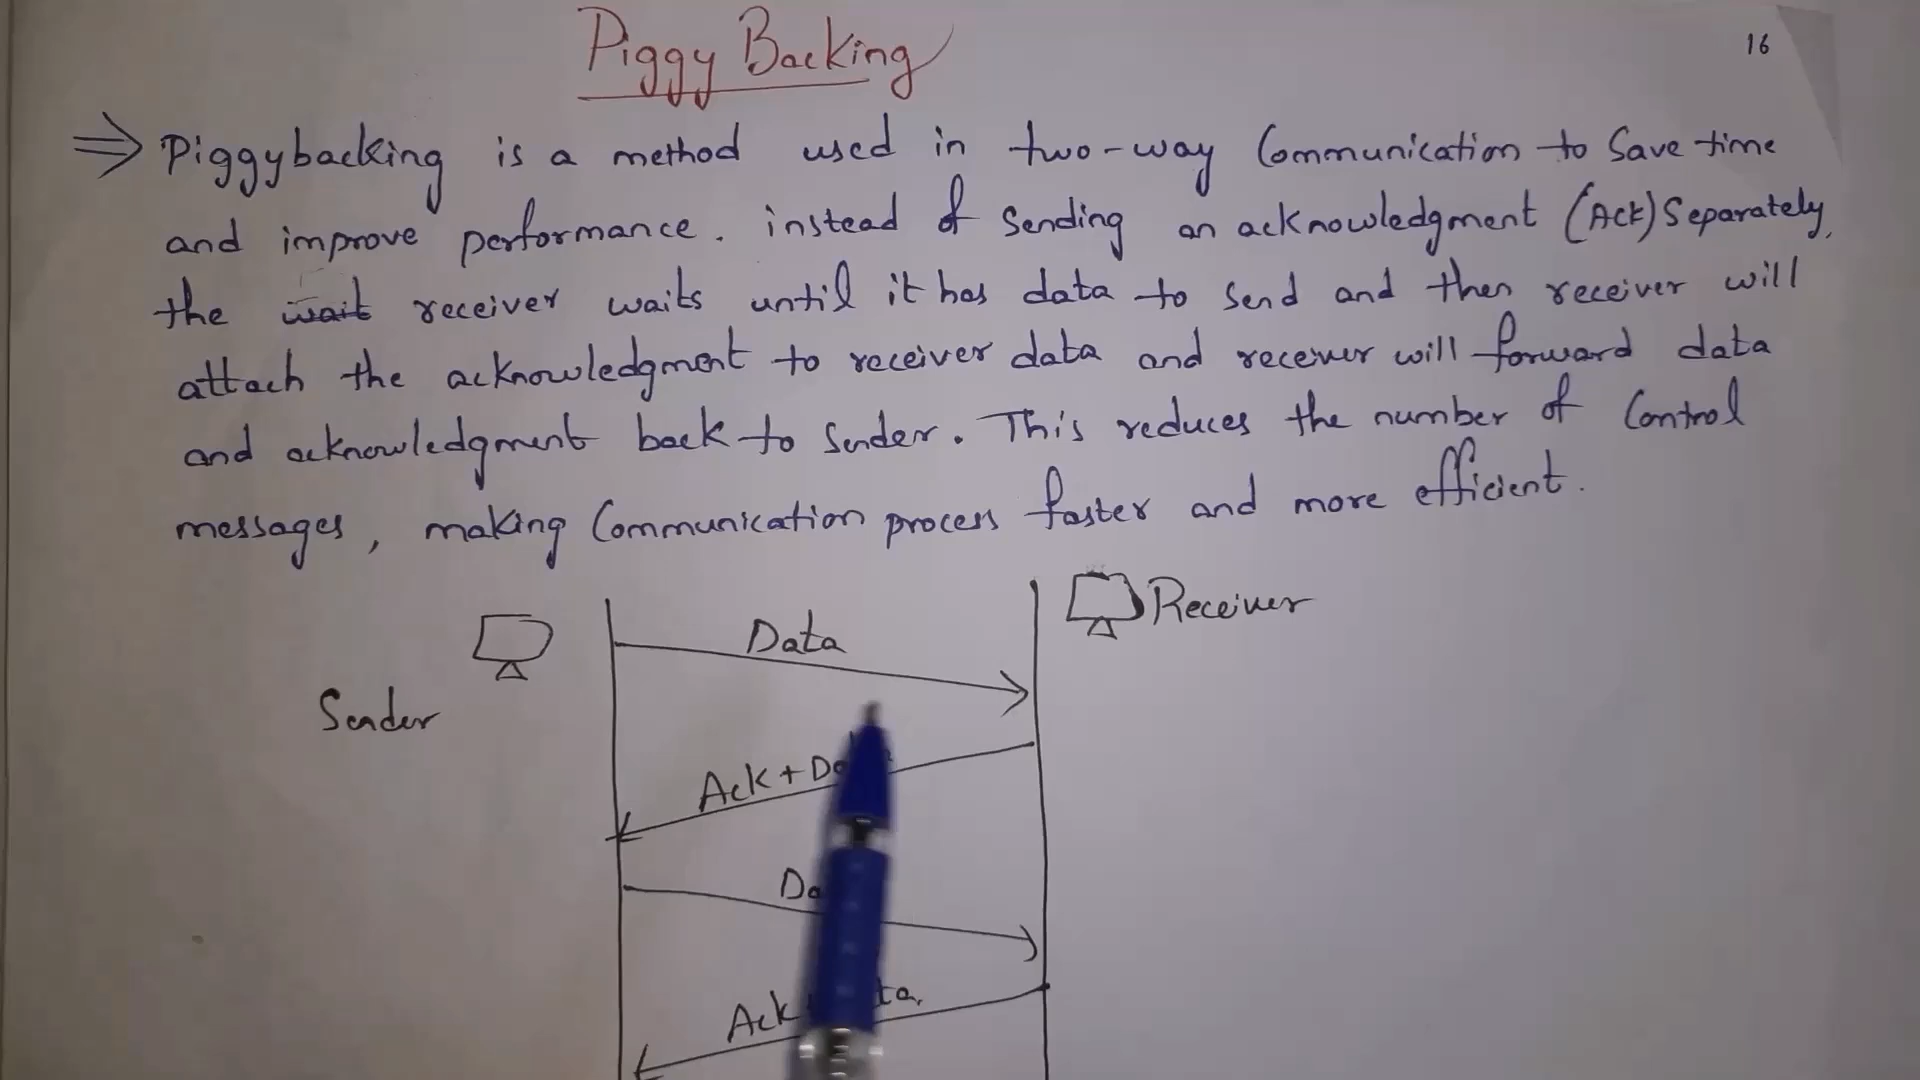 Piggy Backing
16
⇒ Piggybacking is a method used in two-way Communication to Save time
and improve performance. instead of Sending an acknowledgment (Ack) Separately,
the wait receiver waits until it has data to Send and then receiver will
attach the acknowledgment to receiver data and receiver will forward data
and acknowledgment back to Sender. This reduces the number of Control
messages, making Communication process faster and more efficient.
Receiver
Data
Sender
Ack +
Ack